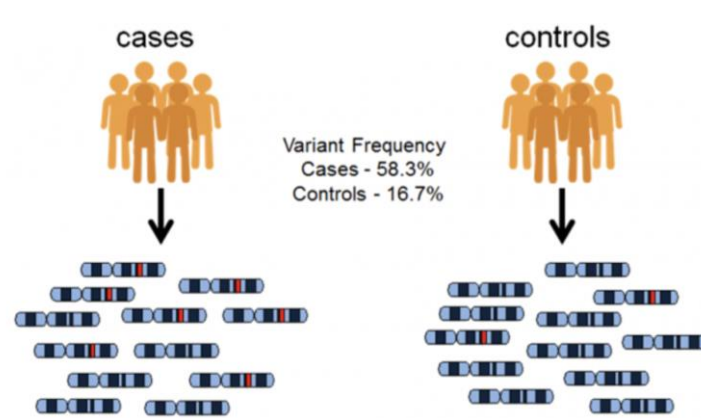 cases
controls
Variant Frequency
Cases - 58.3%
Controls - 16.7%